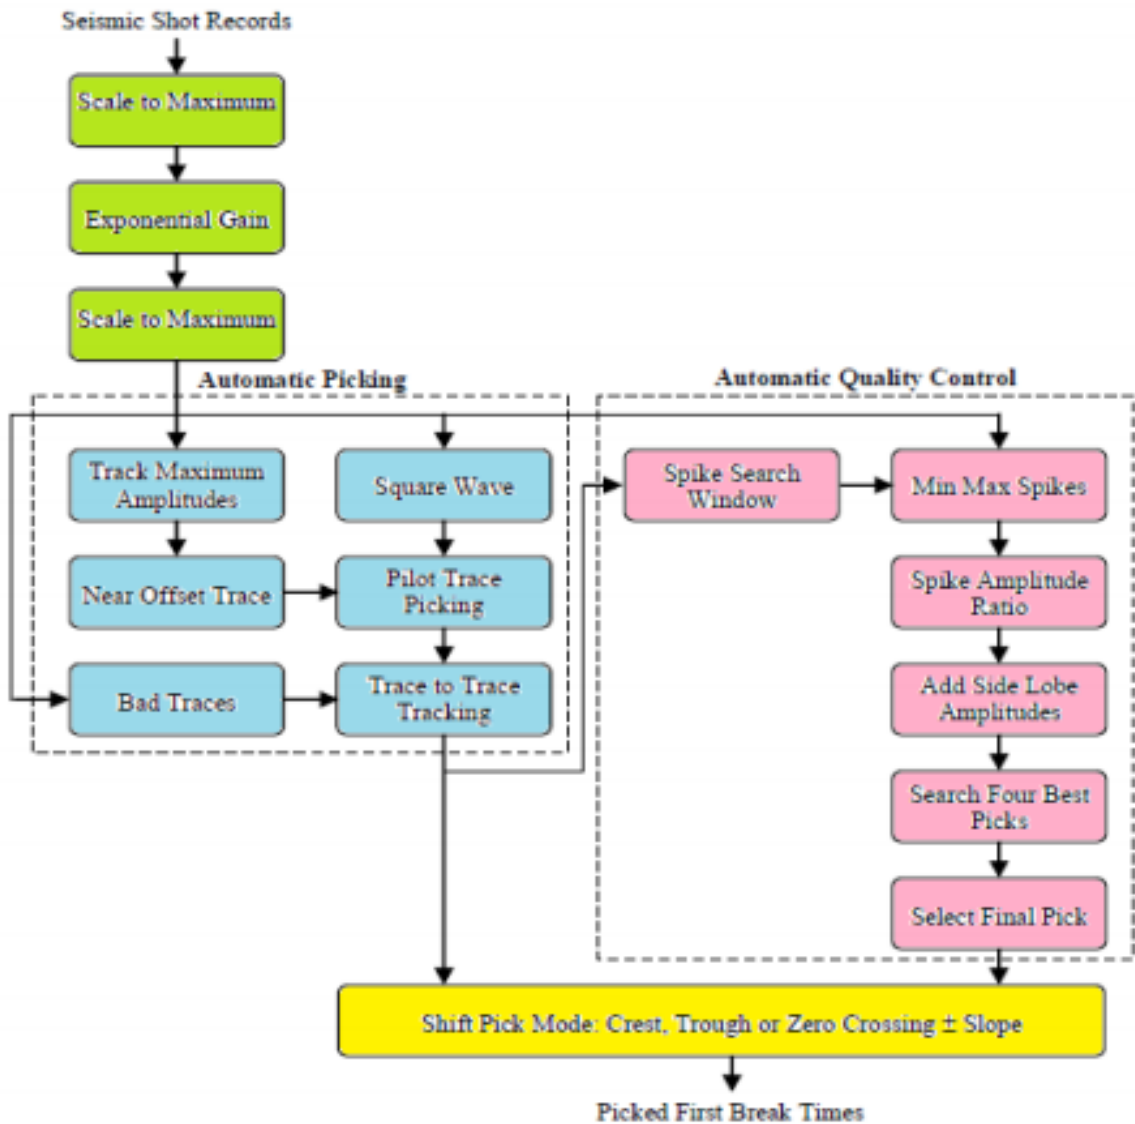 Seismic Shot Records
Scale to Maximum
Exponential Gain
Scale to Maximum
Automatic Picking
Automatic Quality Control
Track Maximum
Amplitudes
Square Wave
Spike Search
Window
Min Max Spikes
Near Offset Trace
Pilot Trace
Picking
Spike Amplitude
Ratio
Bad Traces
Trace to Trace
Tracking
Add Side Lobe
Amplitudes
Search Four Best
Picks
Select Final Pick
Shift Pick Mode: Crest, Trough or Zero Crossing ± Slope
Picked First Break Times